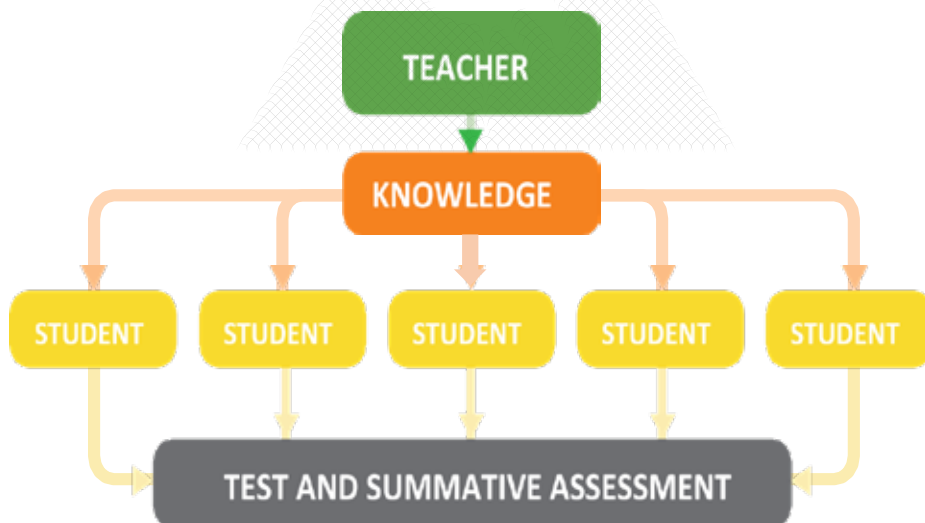 TEACHER
KNOWLEDGE
STUDENT
STUDENT
STUDENT
STUDENT
STUDENT
TEST AND SUMMATIVE ASSESSMENT